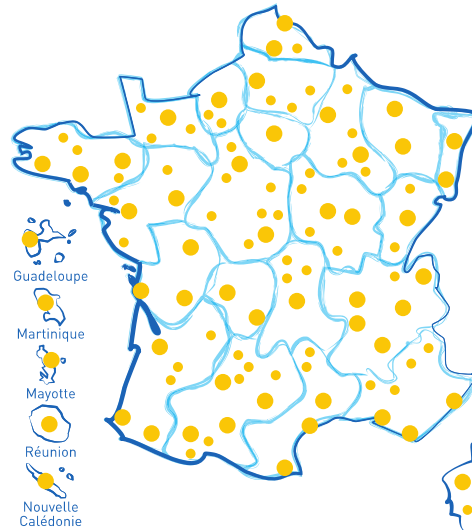 Guadeloupe
Martinique
Mayotte
Réunion
Nouvelle
Calédonie